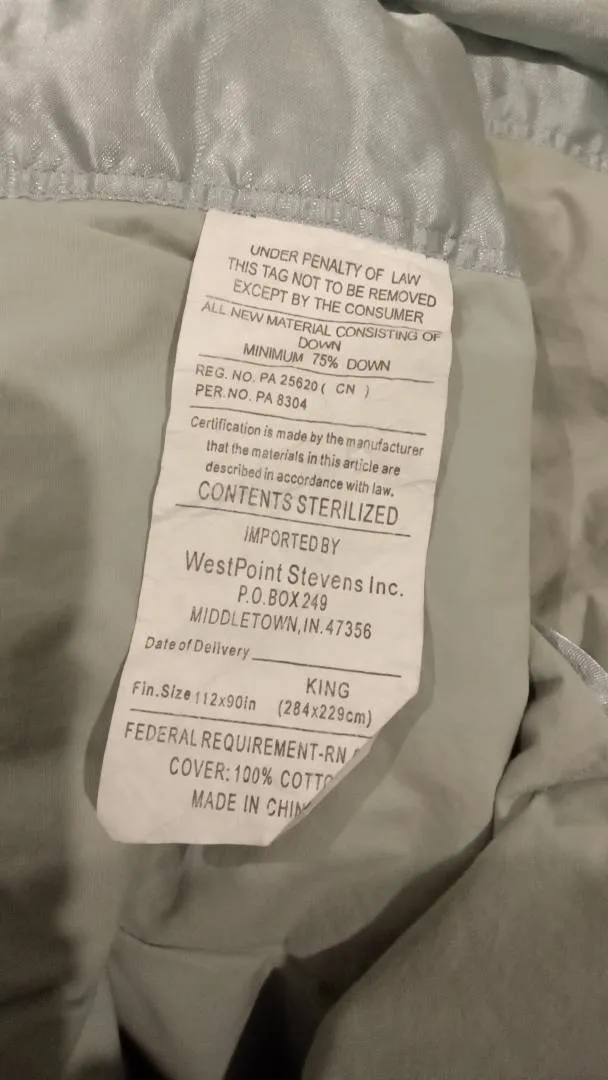 UNDER PENALTY OF LAW
THIS TAG NOT TO BE REMOVED
EXCEPT BY THE CONSUMER
ALL NEW MATERIAL CONSISTING OF
DOWN
MINIMUM 75% DOWN
REG. NO. PA 25620 ( CN )
PER.NO. PA 8304
Certification is made by the manufacturer
that the materials in this article are
described in accordance with law.
CONTENTS STERILIZED
IMPORTED BY
WestPoint Stevens Inc.
P.O.BOX 249
MIDDLETOWN,IN.47356
Date of Delivery
KING
Fin.Size 112x90in (284x229cm)
FEDERAL REQUIREMENT-RN
COVER: 100% COTTO
MADE IN CHIN